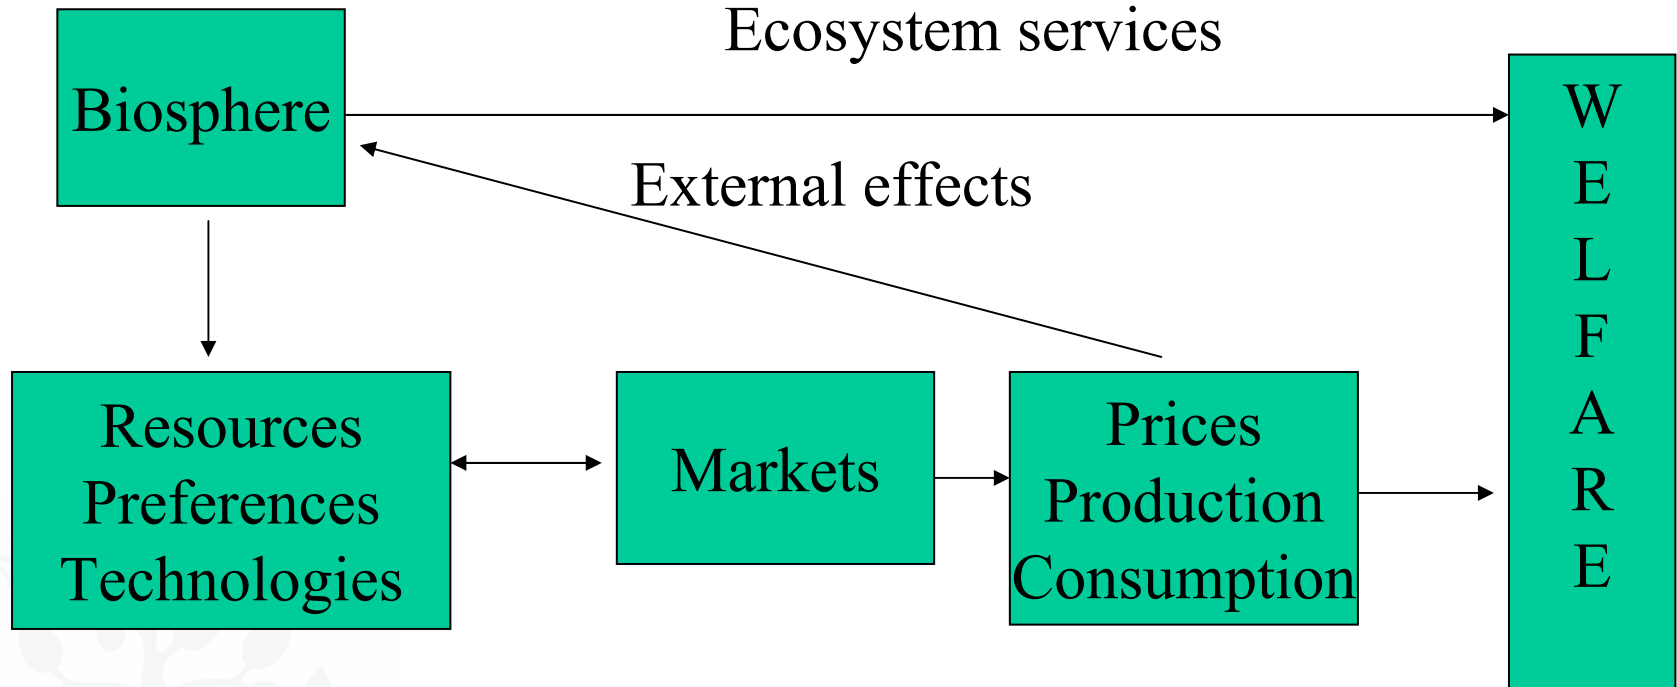 Ecosystem services
Biosphere
External effects
Resources
Preferences
Technologies
Markets
Prices
Production
Consumption
W
E
L
F
A
R
E